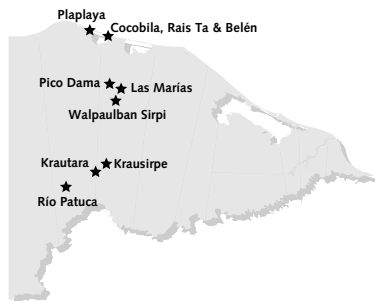 Plaplaya
Cocobila, Rais Ta & Belén
Pico Dama
Las Marías
Walpaulban Sirpi
Krautara
Krausirpe
Río Patuca